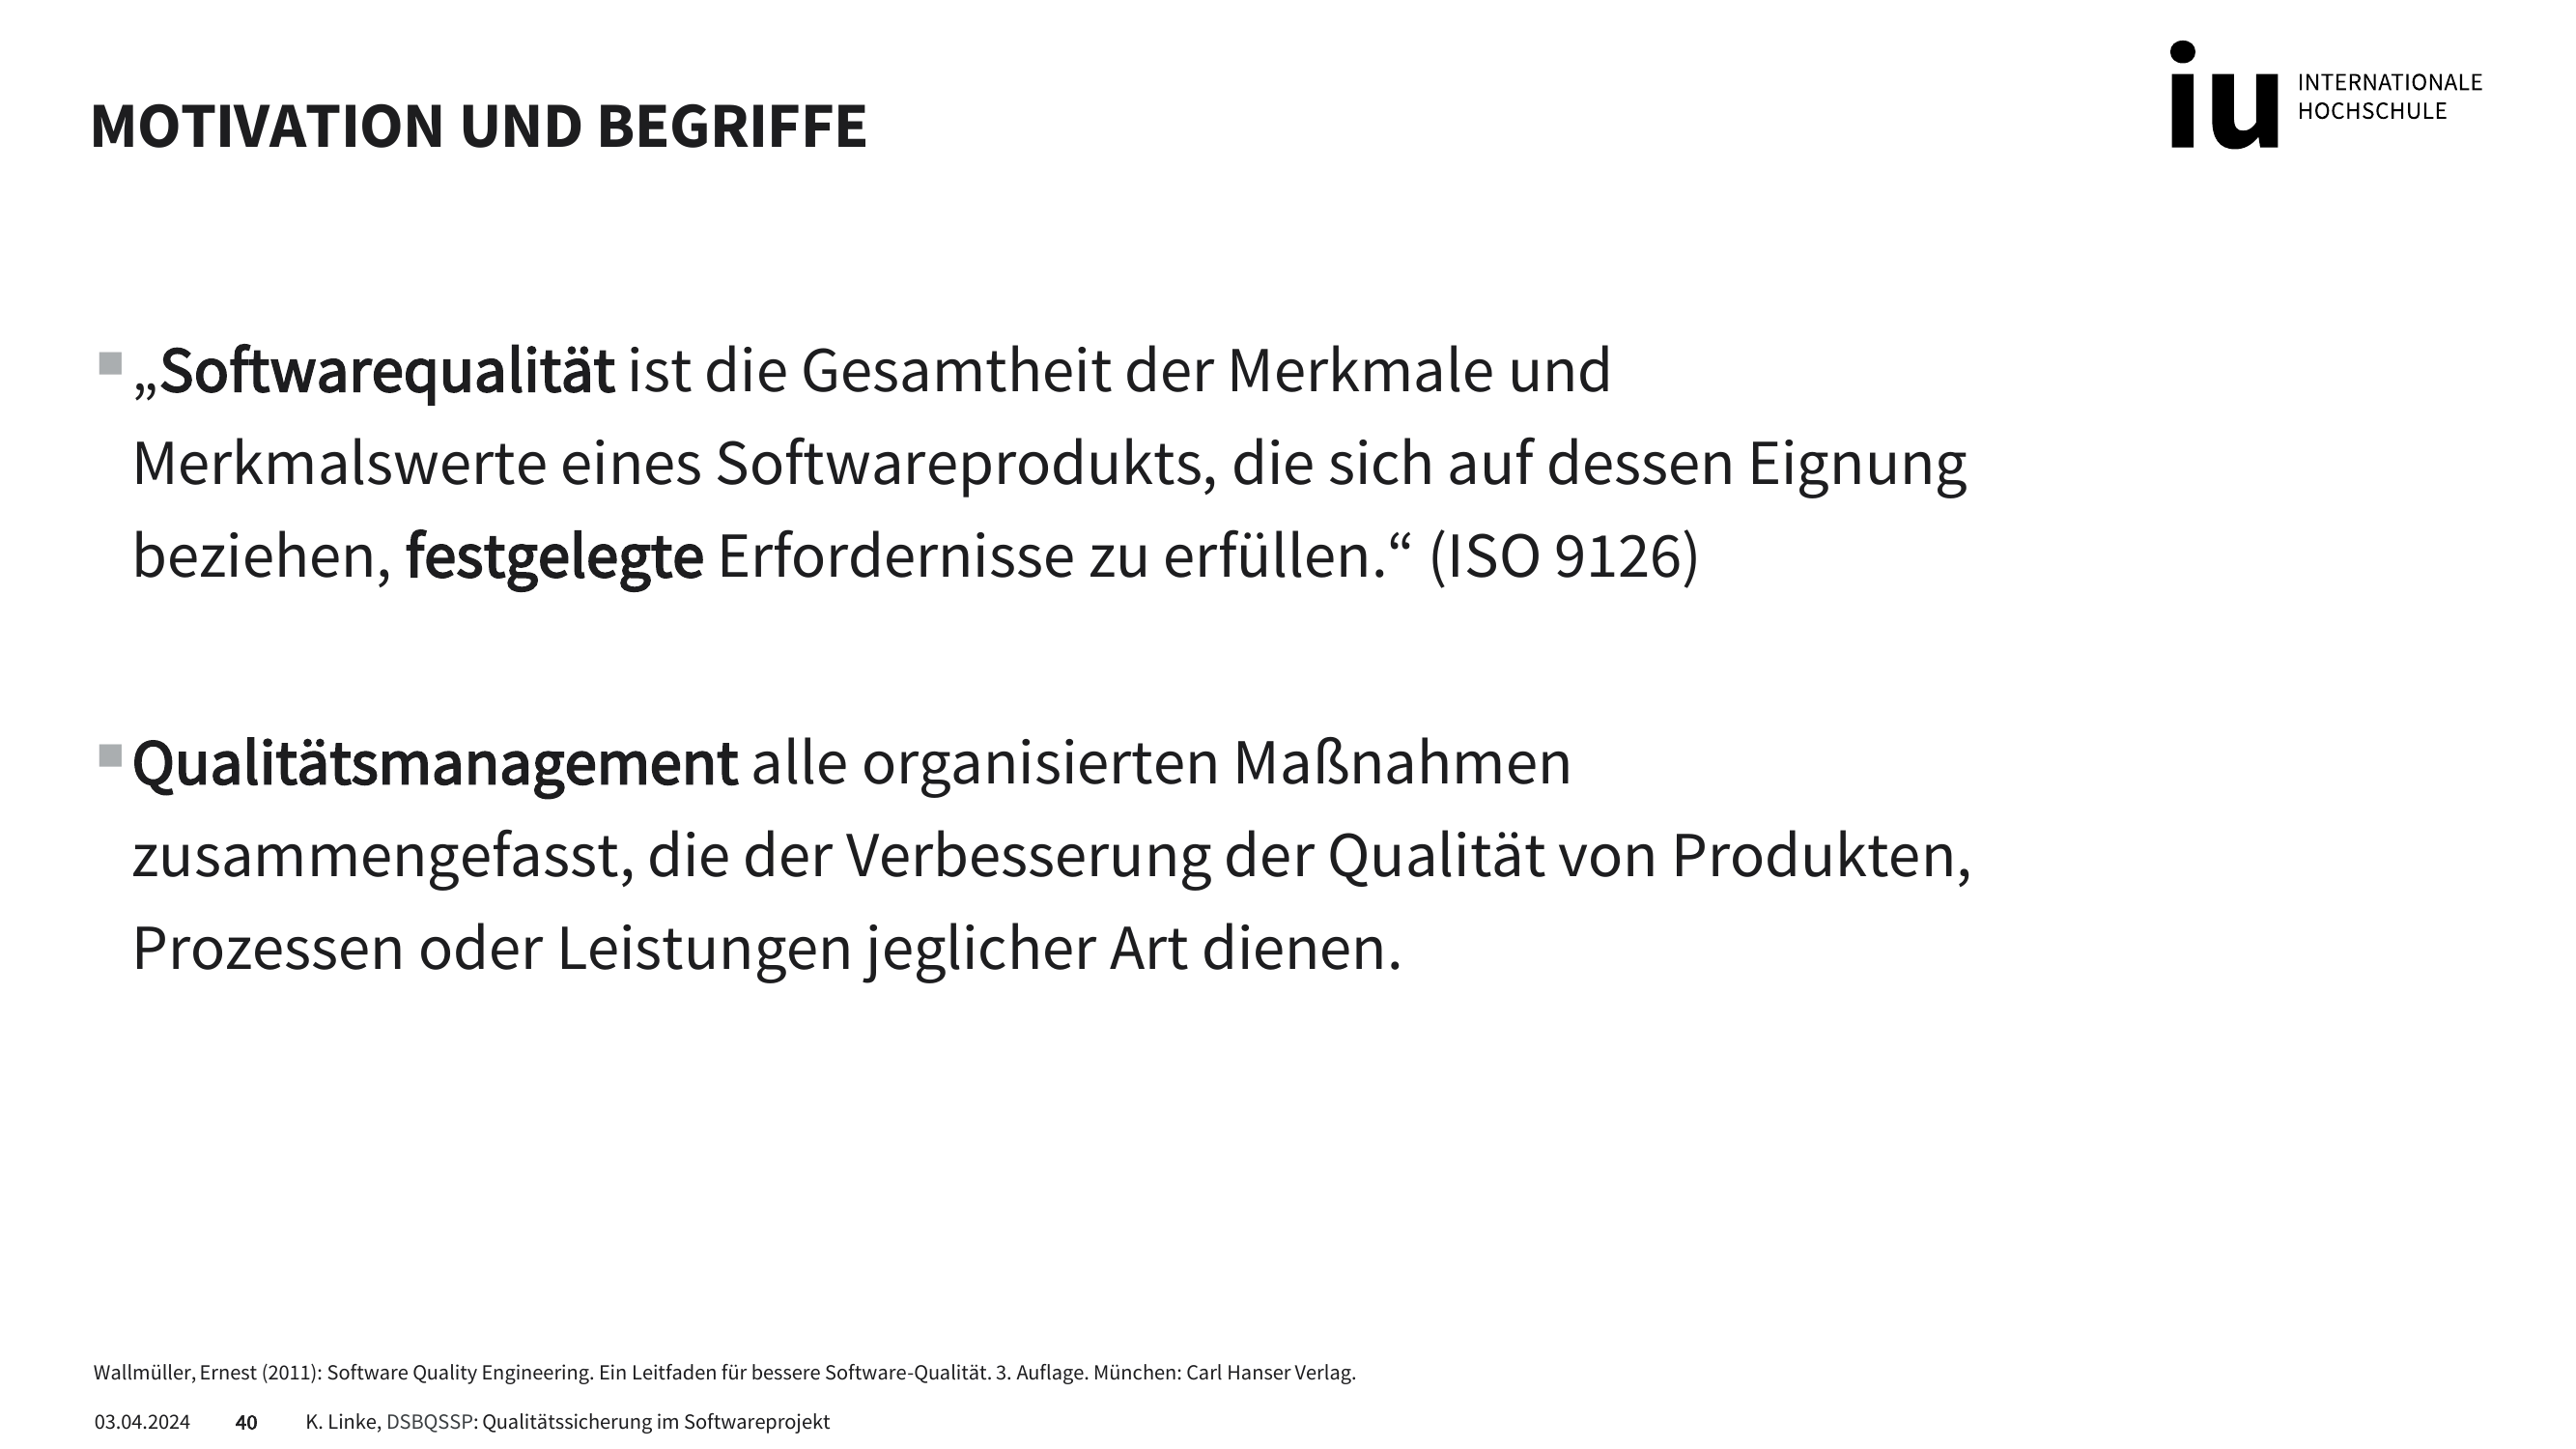 MOTIVATION UND BEGRIFFE
iu INTERNATIONALE
HOCHSCHULE
„Softwarequalität ist die Gesamtheit der Merkmale und
Merkmalswerte eines Softwareprodukts, die sich auf dessen Eignung
beziehen, festgelegte Erfordernisse zu erfüllen.“ (ISO 9126)
Qualitätsmanagement alle organisierten Maßnahmen
zusammengefasst, die der Verbesserung der Qualität von Produkten,
Prozessen oder Leistungen jeglicher Art dienen.
Wallmüller, Ernest (2011): Software Quality Engineering. Ein Leitfaden für bessere Software-Qualität. 3. Auflage. München: Carl Hanser Verlag.
03.04.2024 40 K. Linke, DSBQSSP: Qualitätssicherung im Softwareprojekt